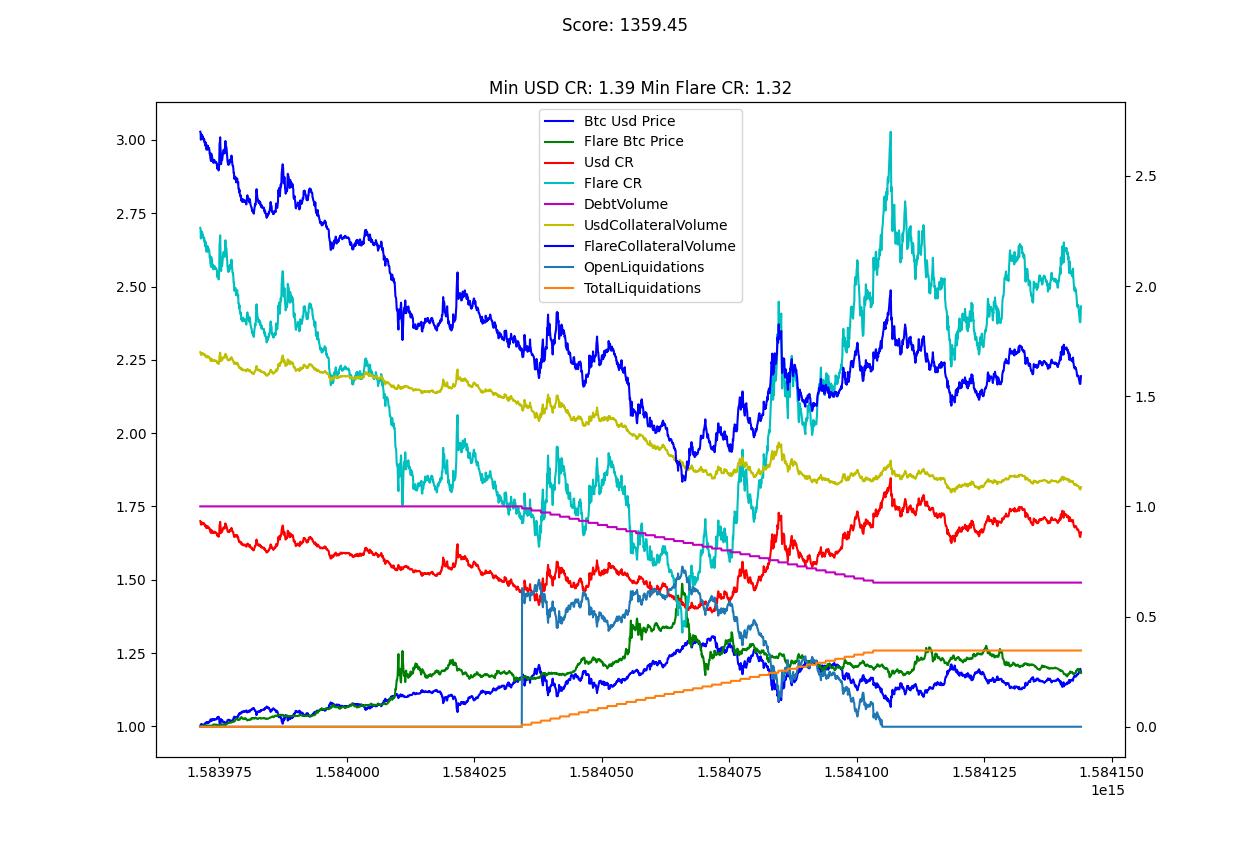 Score: 1359.45
Min USD CR: 1.39 Min Flare CR: 1.32
Btc Usd Price
Flare Btc Price
Usd CR
Flare CR
DebtVolume
UsdCollateralVolume
FlareCollateralVolume
OpenLiquidations
TotalLiquidations
3.00
2.75
2.50
2.25
2.00
1.75
1.50
1.25
1.00
2.5
2.0
1.5
1.0
0.5
0.0
1.583975 1.584000 1.584025 1.584050 1.584075 1.584100 1.584125 1.584150
1e15